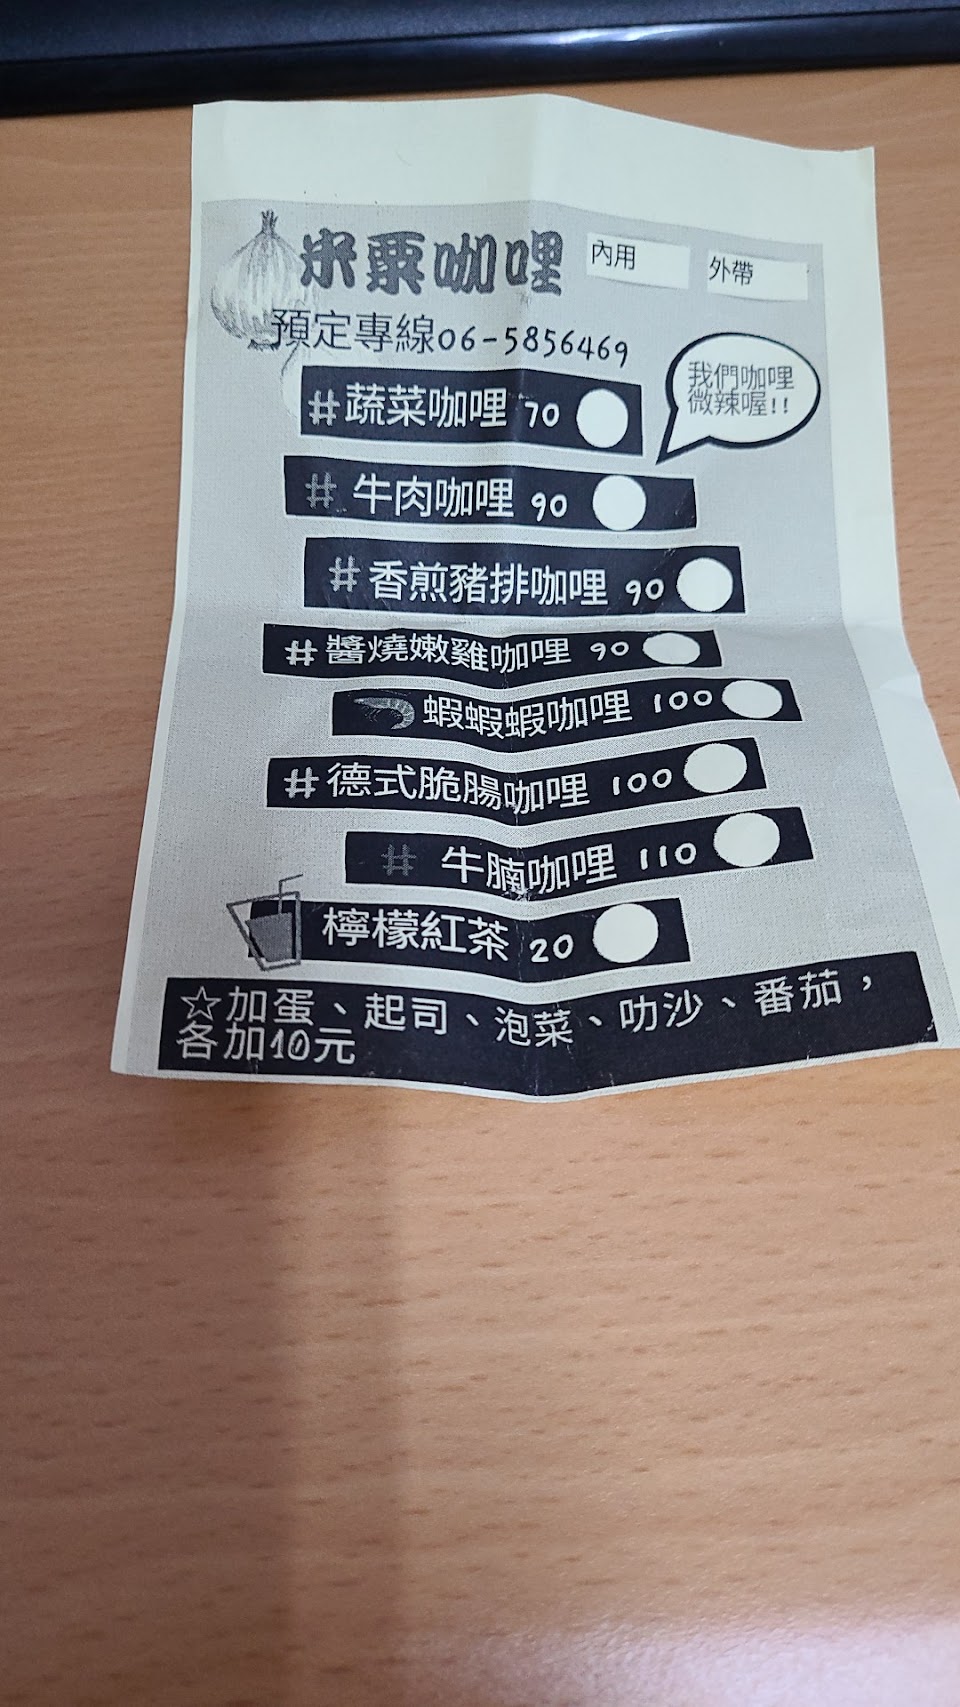 米粟咖哩
內用
外帶
預定專線06-5856469
我們咖哩
微辣喔!!
#蔬菜咖哩 70
# 牛肉咖哩 90
#香煎豬排咖哩 90
#醬燒嫩雞咖哩 90
蝦蝦蝦咖哩 100
#德式脆腸咖哩 100
# 牛腩咖哩 110
檸檬紅茶 20
☆加蛋、起司、泡菜、叻沙、番茄，
各加10元